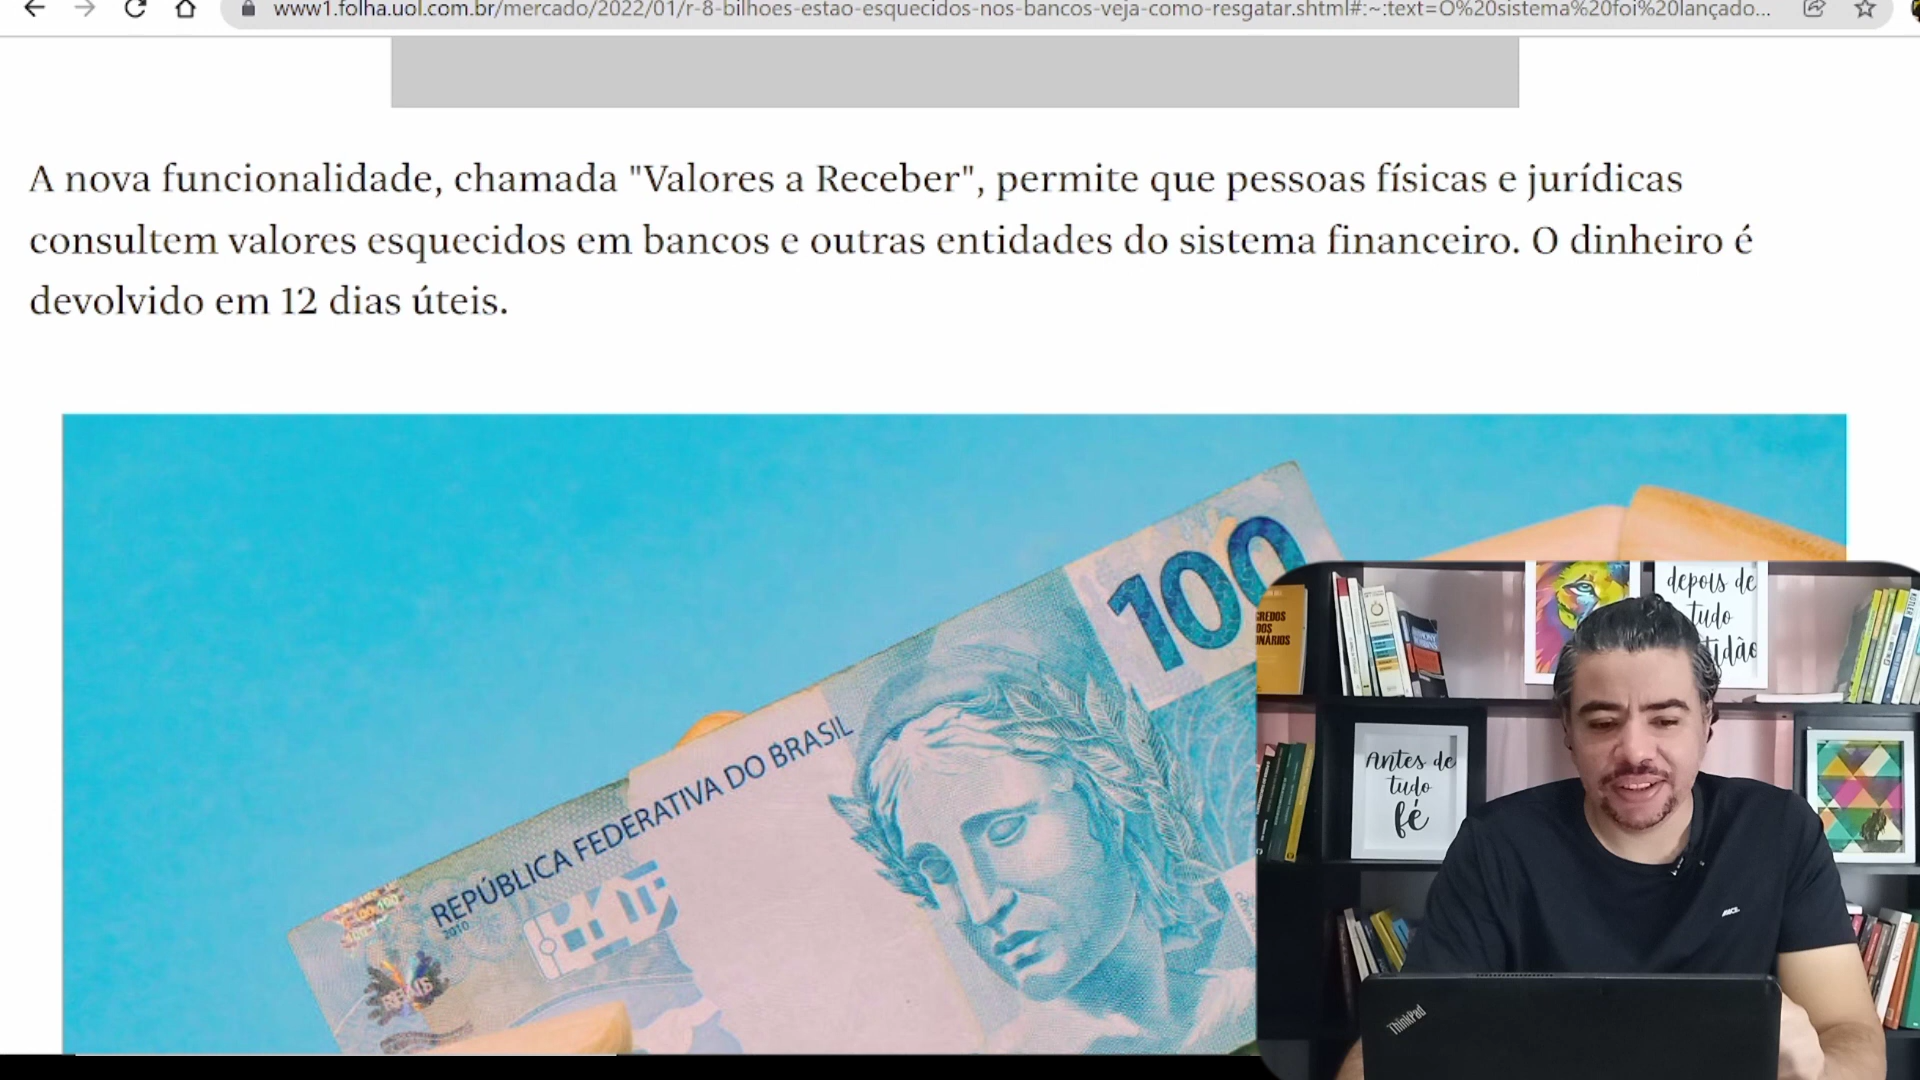 www1.folha.uol.com.br/mercado/2022/01/r-8-bilhoes-estao-esquecidos-nos-bancos-veja-como-resgatar.shtml#:~:text=O%20sistema%20foi%20lançado...
A nova funcionalidade, chamada "Valores a Receber", permite que pessoas físicas e jurídicas
consultem valores esquecidos em bancos e outras entidades do sistema financeiro. O dinheiro é
devolvido em 12 dias úteis.
100
REPÚBLICA FEDERATIVA DO BRASIL
2010
REAIS
depois de
tudo
Antes de
tudo
fé
ThinkPad